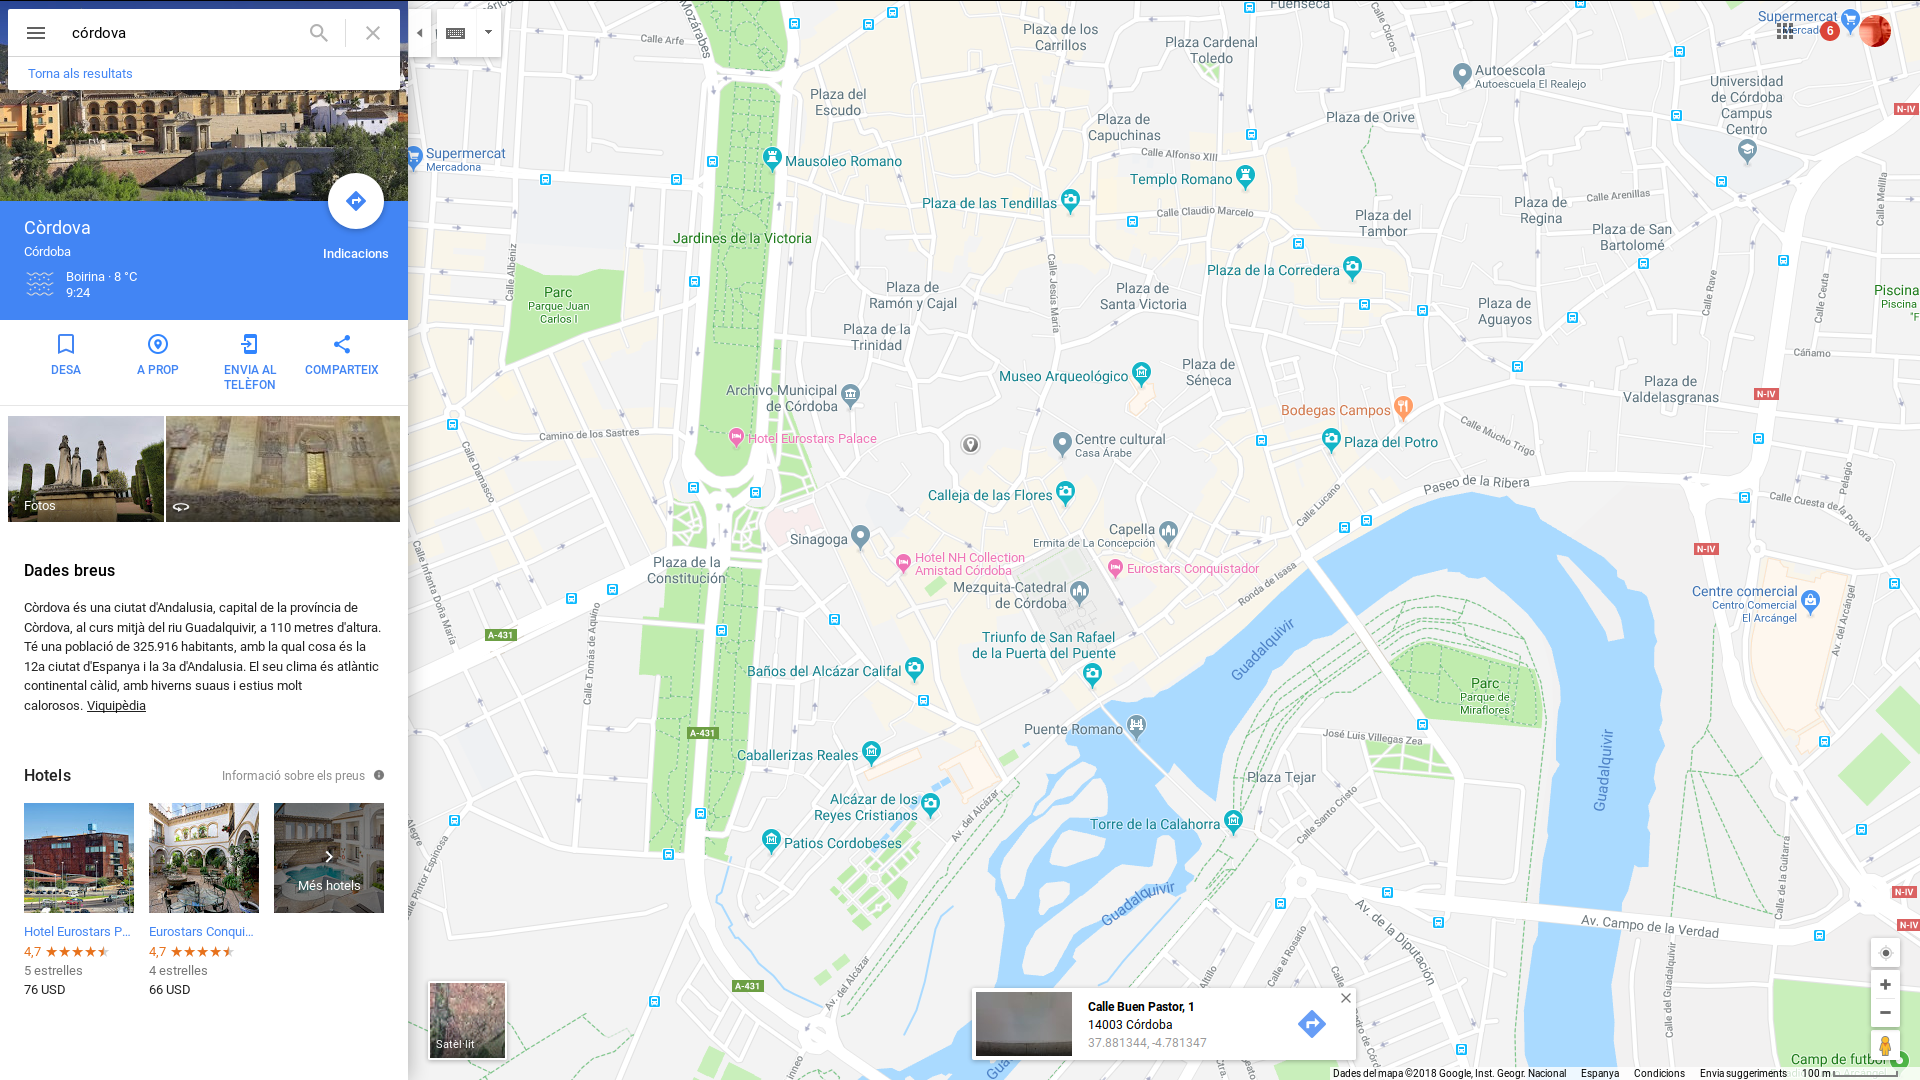 córdova
Torna als resultats
Còrdova
Córdoba
Indicacions
Boirina · 8 °C
9:24
DESA
A PROP
ENVIA AL
TELÈFON
COMPARTEIX
Fotos
Dades breus
Còrdova és una ciutat d'Andalusia, capital de la província de
Còrdova, al curs mitjà del riu Guadalquivir, a 110 metres d'altura.
Té una població de 325.916 habitants, amb la qual cosa és la
12a ciutat d'Espanya i la 3a d'Andalusia. El seu clima és atlàntic
continental càlid, amb hiverns suaus i estius molt
calorosos. Viquipèdia
Hotels
Informació sobre els preus
Més hotels
Hotel Eurostars P...
4,7
5 estrelles
76 USD
Eurostars Conqui...
4,7
4 estrelles
66 USD
Mozárabes
Calle Arfe
Plaza de los
Carrillos
Fuenseca
Calle Cidros
Plaza Cardenal
Toledo
Supermercat
6
Autoescola
Autoescuela El Realejo
Universidad
de Córdoba
Campus
Centro
N-IV
Plaza del
Escudo
Plaza de
Capuchinas
Plaza de Orive
Supermercat
Mercadona
Mausoleo Romano
Calle Alfonso XIII
Templo Romano
Calle Melilla
Plaza de las Tendillas
Calle Claudio Marcelo
Calle Arenillas
Plaza de
Regina
Plaza del
Tambor
Plaza de San
Bartolomé
Jardines de la Victoria
Calle Albéniz
Calle Jesús María
Plaza de la Corredera
Parc
Parque Juan
Carlos I
Plaza de
Ramón y Cajal
Plaza de
Santa Victoria
Plaza de
Aguayos
Calle Rave
Calle Ceuta
Piscina
Piscina
"F
Plaza de la
Trinidad
Cáñamo
Museo Arqueológico
Plaza de
Séneca
Plaza de
Valdelasgranas
N-IV
Archivo Municipal
de Córdoba
Bodegas Campos
Calle Mucho Trigo
Camino de los Sastres
Hotel Eurostars Palace
Centre cultural
Casa Árabe
Plaza del Potro
Calle Damasco
Calleja de las Flores
Calle Lucano
Paseo de la Ribera
Pelagio
Calle Cuesta de la Pólvora
Sinagoga
Capella
Ermita de La Concepción
N-IV
Calle Infanta Doña María
Plaza de la
Constitución
Hotel NH Collection
Amistad Córdoba
Eurostars Conquistador
Ronda de Isasa
Mezquita-Catedral
de Córdoba
Centre comercial
Centro Comercial
El Arcángel
Av. del Arcángel
A-431
Calle Tomás de Aquino
Triunfo de San Rafael
de la Puerta del Puente
Guadalquivir
Baños del Alcázar Califal
Parc
Parque de
Miraflores
A-431
Puente Romano
José Luis Villegas Zea
Guadalquivir
Caballerizas Reales
Plaza Tejar
Alcázar de los
Reyes Cristianos
Av. del Alcázar
Calle Santo Cristo
Torre de la Calahorra
Patios Cordobeses
Alegre
Calle Pintor Espinosa
Calle de la Guitarra
N-IV
Guadalquivir
Av. de la Diputación
Av. Campo de la Verdad
N-IV
Av. del Alcázar
Altillo
Calle el Rosario
Calle del Guadalquivir
A-431
Satèl·lit
Calle Buen Pastor, 1
14003 Córdoba
37.881344, -4.781347
Camp de futbol
Dades del mapa ©2018 Google, Inst. Geogr. Nacional
Espanya
Condicions
Envia suggeriments
100 m